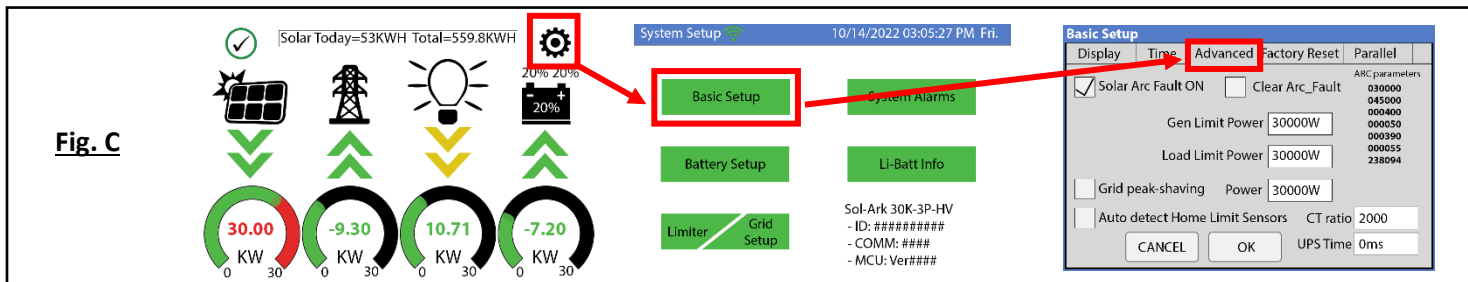 Fig. C
Solar Today=53KWH Total=559.8KWH
20% 20%
- +
20%
30.00
KW
0 30
-9.30
KW
0 30
10.71
KW
0 30
-7.20
KW
0 30
System Setup 10/14/2022 03:05:27 PM Fri.
Basic Setup
System Alarms
Battery Setup
Li-Batt Info
Limiter
Grid
Setup
Sol-Ark 30K-3P-HV
- ID: ##########
- COMM: ####
- MCU: Ver####
Basic Setup
Display Time Advanced Factory Reset Parallel
Solar Arc Fault ON Clear Arc_Fault
ARC parameters
030000
045000
000400
000050
000390
000055
238094
Gen Limit Power 30000W
Load Limit Power 30000W
Grid peak-shaving Power 30000W
Auto detect Home Limit Sensors CT ratio 2000
CANCEL OK UPS Time 0ms